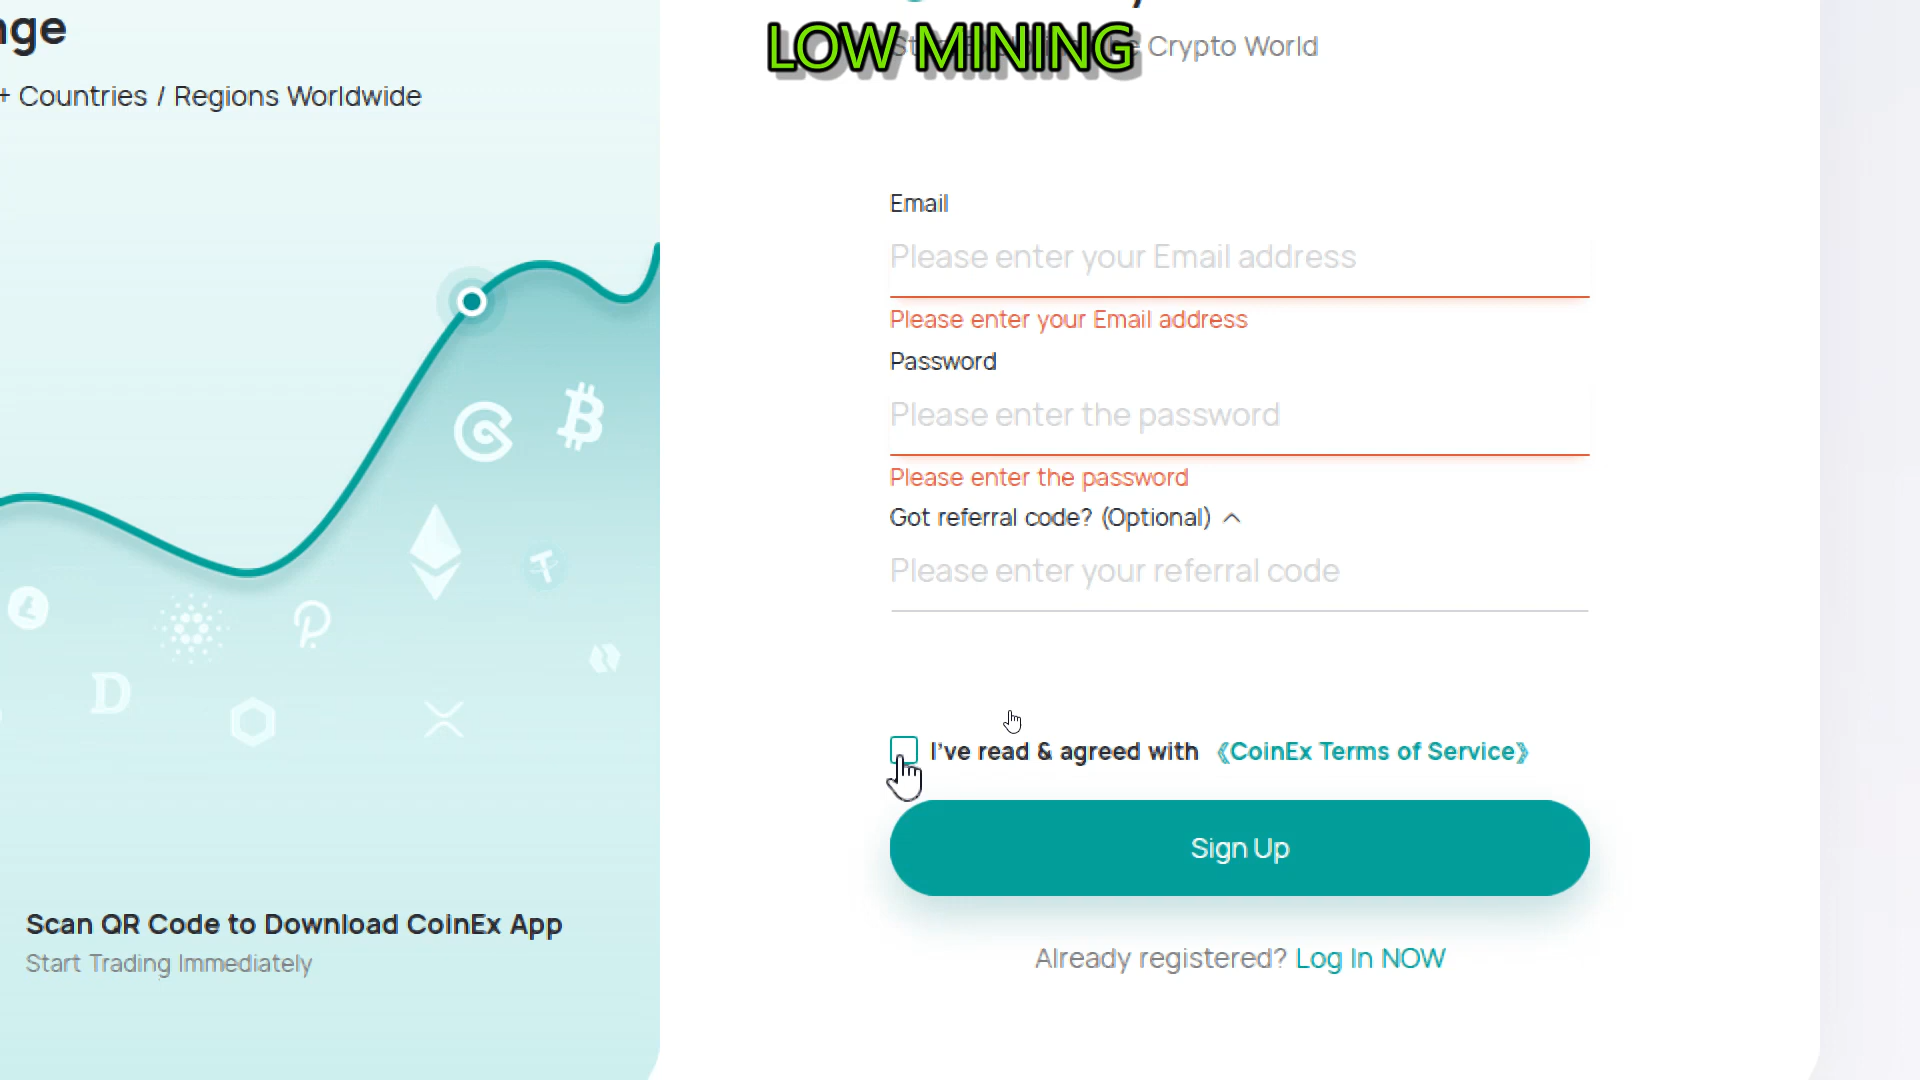 + Countries / Regions Worldwide
Scan QR Code to Download CoinEx App
Start Trading Immediately
LOW MINING
Crypto World
Email
Please enter your Email address
Please enter your Email address
Password
Please enter the password
Please enter the password
Got referral code? (Optional)
Please enter your referral code
I've read & agreed with 《CoinEx Terms of Service》
Sign Up
Already registered? Log In NOW